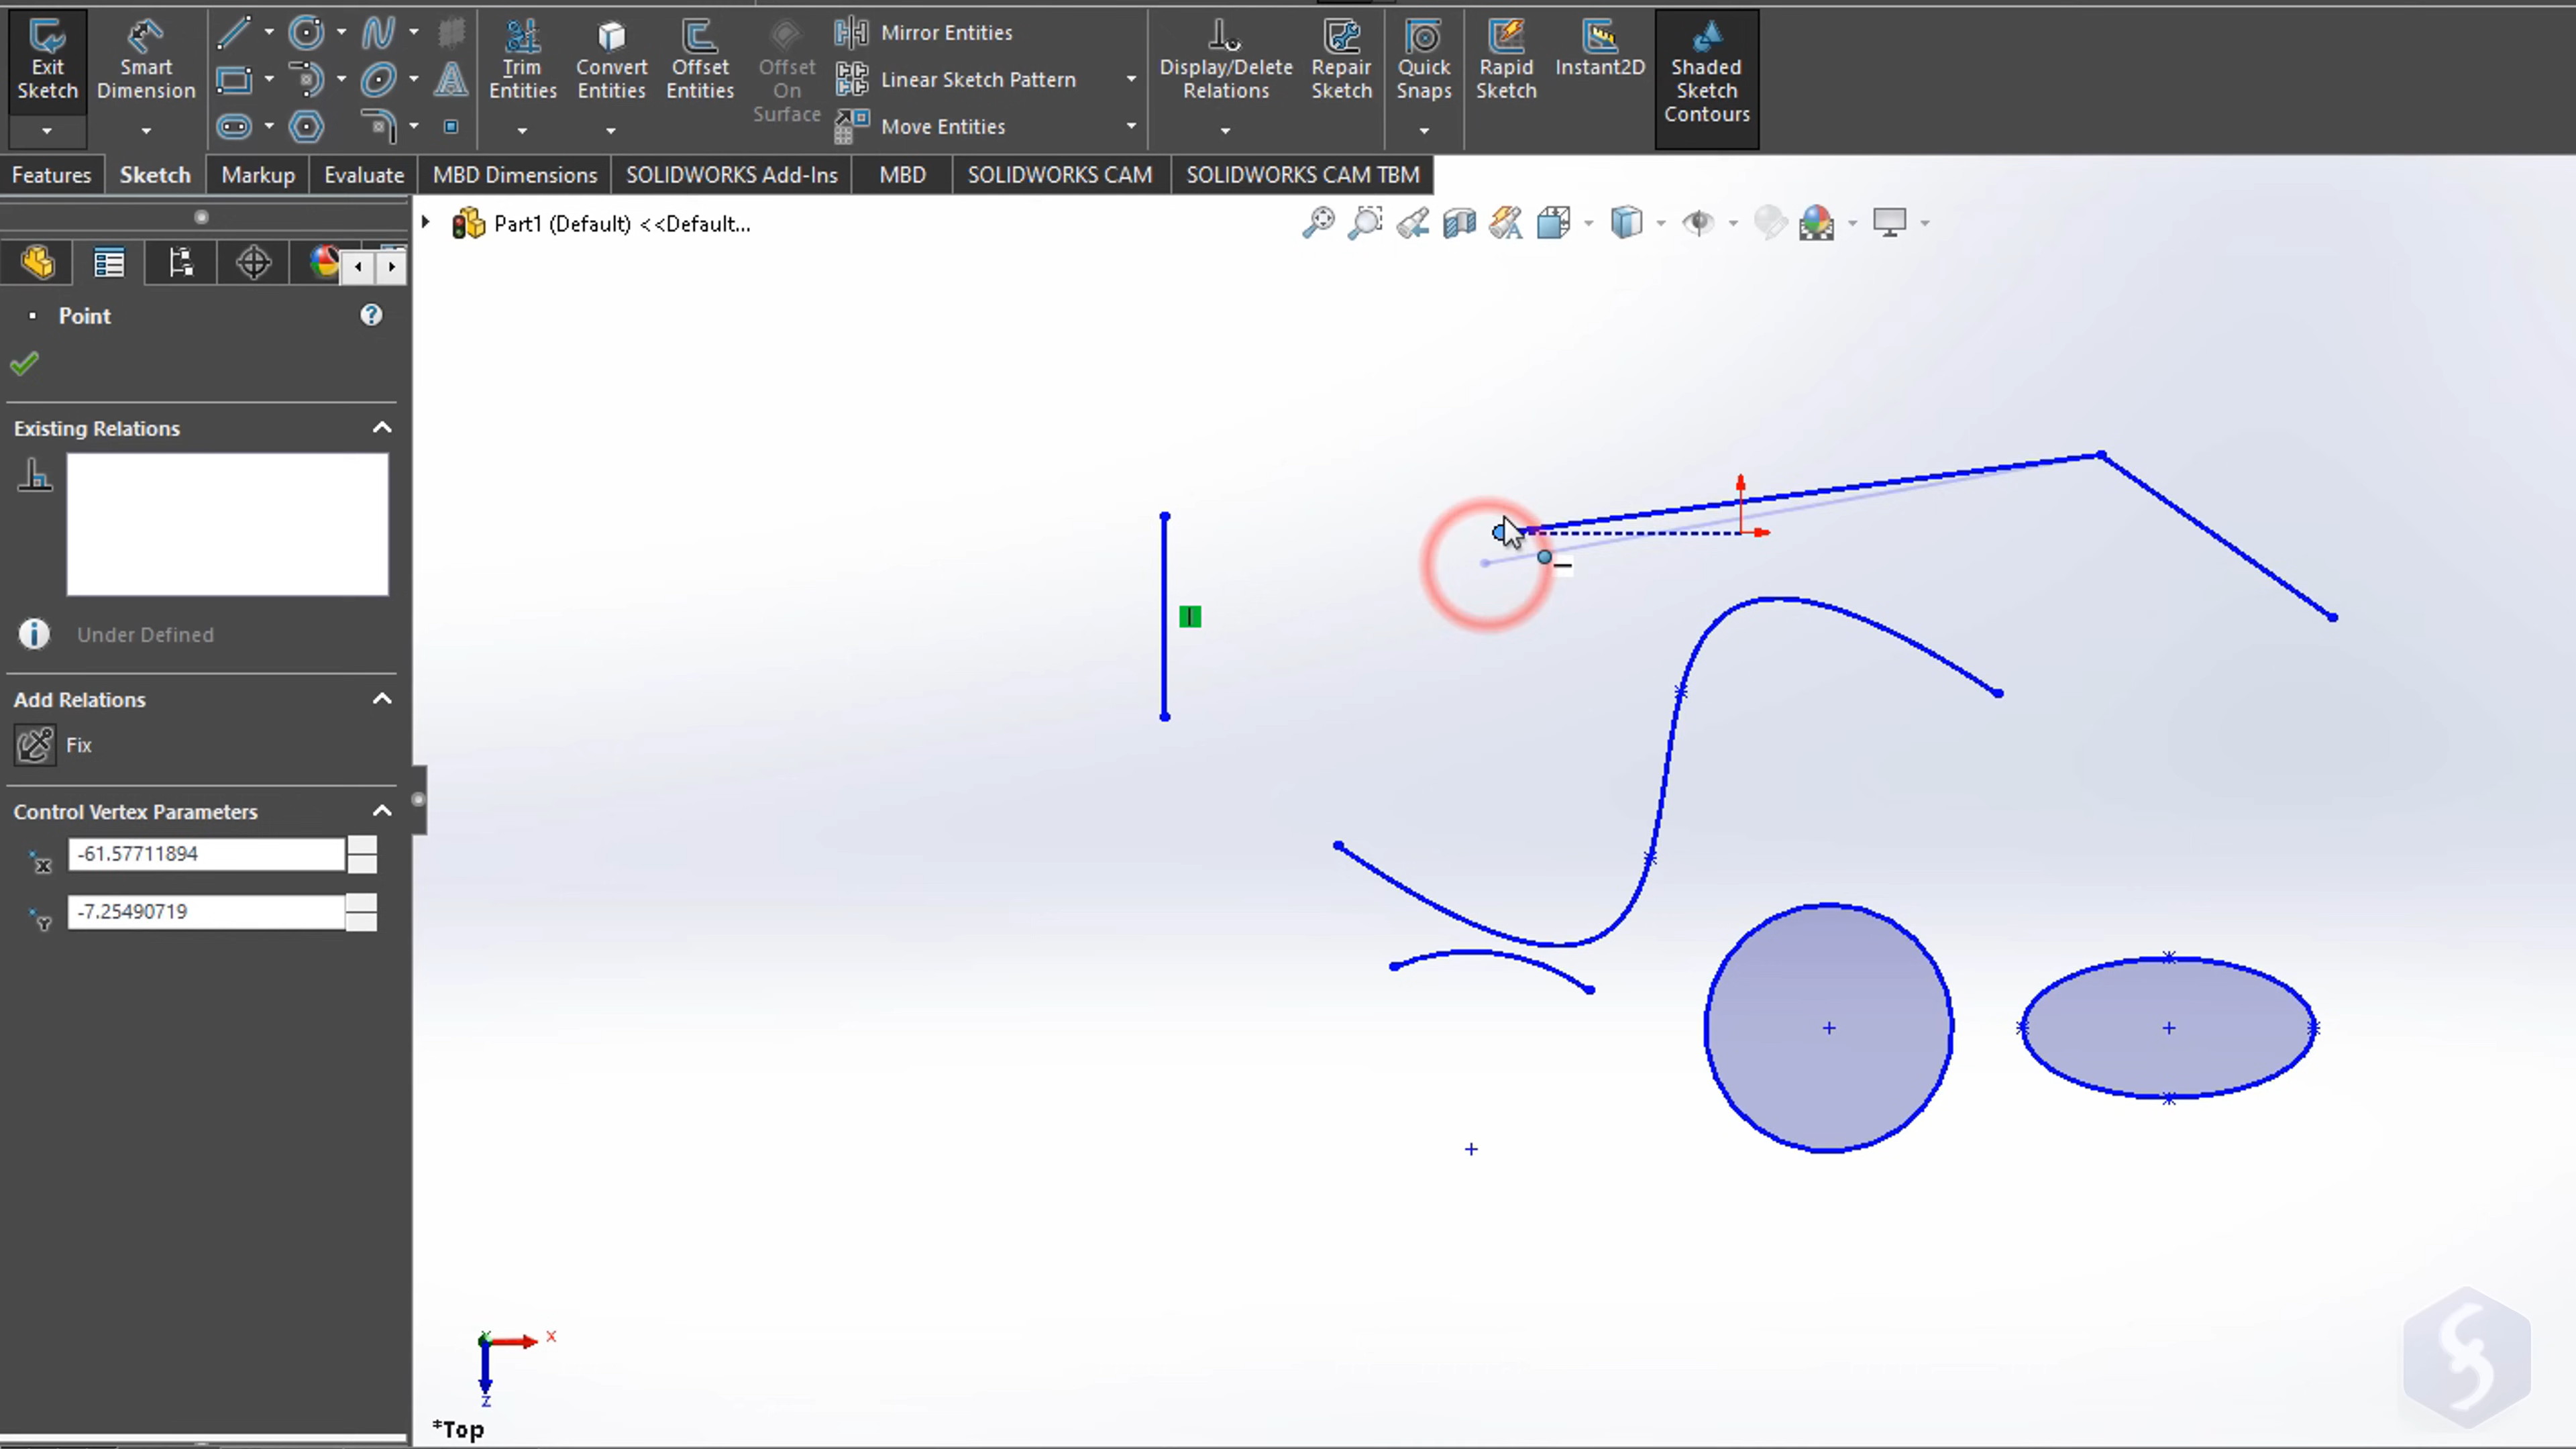 Exit Sketch
Smart Dimension
Trim Entities
Convert Entities
Offset Entities
Offset On Surface
Mirror Entities
Linear Sketch Pattern
Move Entities
Display/Delete Relations
Repair Sketch
Quick Snaps
Rapid Sketch
Instant2D
Shaded Sketch Contours
Features
Sketch
Markup
Evaluate
MBD Dimensions
SOLIDWORKS Add-Ins
MBD
SOLIDWORKS CAM
SOLIDWORKS CAM TBM
Part1 (Default) <<Default...
Point
Existing Relations
Under Defined
Add Relations
Fix
Control Vertex Parameters
-61.57711894
-7.25490719
X
Z
*Top